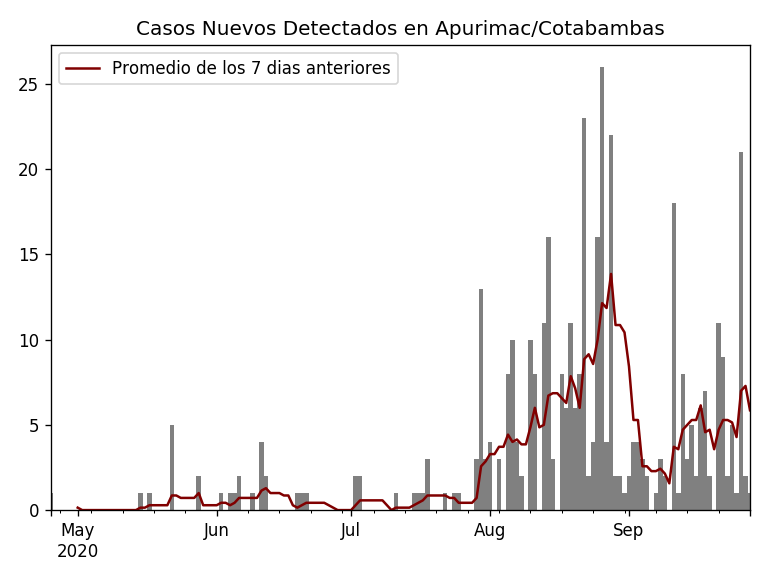 Casos Nuevos Detectados en Apurimac/Cotabambas
Promedio de los 7 dias anteriores
25
20
15
10
5
0
May Jun Jul Aug Sep
2020